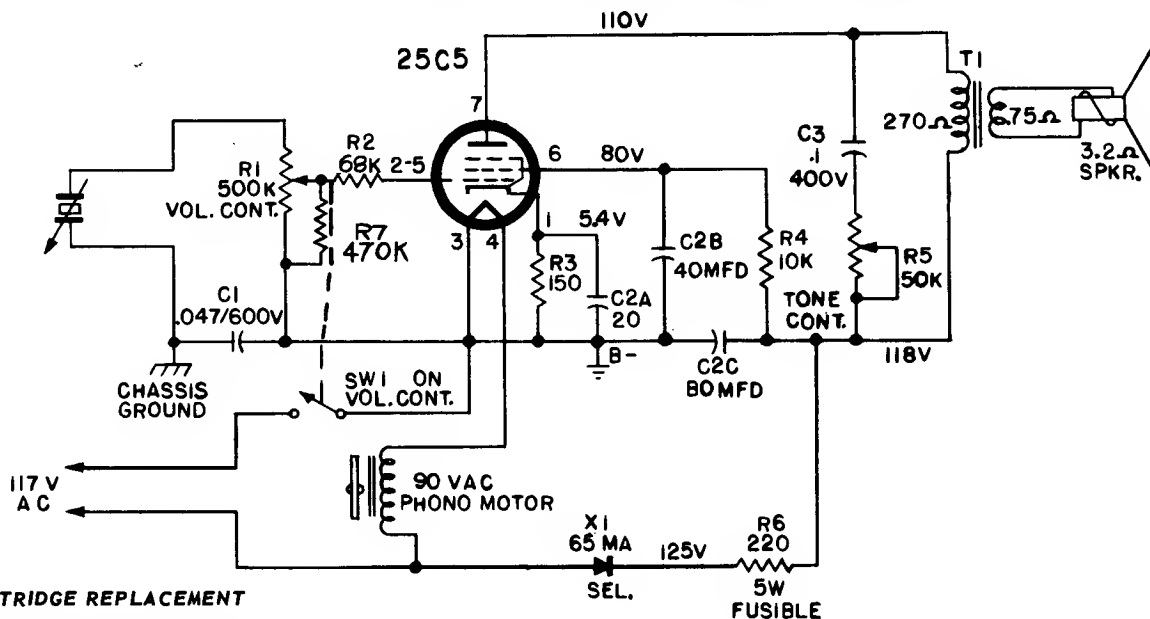 110V
25C5
T1
7
R2
68K
2-5
6
80V
270Ω
.75Ω
C3
.1
400V
3.2Ω
SPKR.
R1
500K
VOL. CONT.
R7
470K
3
4
1
5.4V
R3
150
C2A
20
C2B
40MFD
R4
10K
R5
50K
TONE
CONT.
C1
.047/600V
B-
C2C
80MFD
118V
CHASSIS
GROUND
SW1 ON
VOL. CONT.
117V
AC
90 VAC
PHONO MOTOR
X1
65 MA
SEL.
125V
R6
220
5W
FUSIBLE
TRIDGE REPLACEMENT